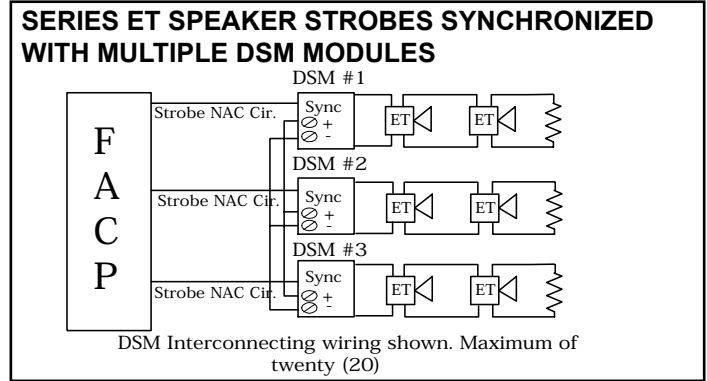 SERIES ET SPEAKER STROBES SYNCHRONIZED
WITH MULTIPLE DSM MODULES
DSM #1
Strobe NAC Cir.
Sync
+
-
ET
ET
F
A
C
P
DSM #2
Strobe NAC Cir.
Sync
+
-
ET
ET
DSM #3
Strobe NAC Cir.
Sync
+
-
ET
ET
DSM Interconnecting wiring shown. Maximum of
twenty (20)